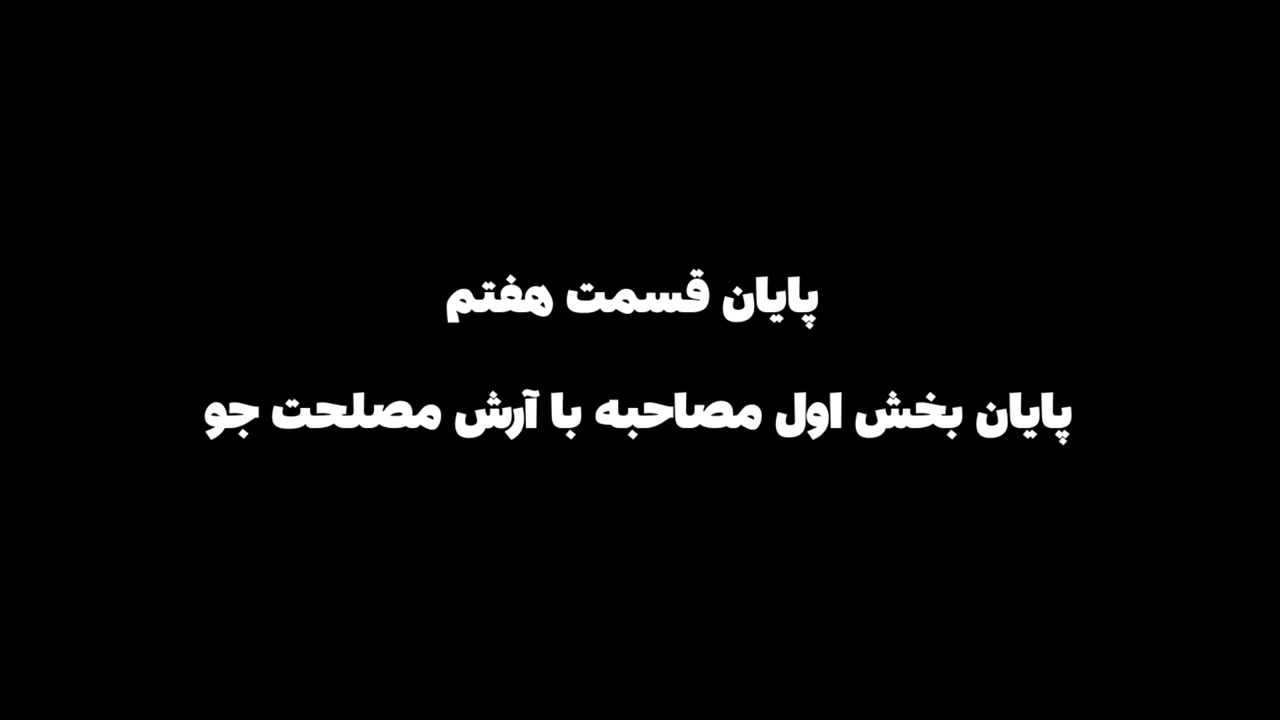 پایان قسمت هفتم
پایان بخش اول مصاحبه با آرش مصلحت جو